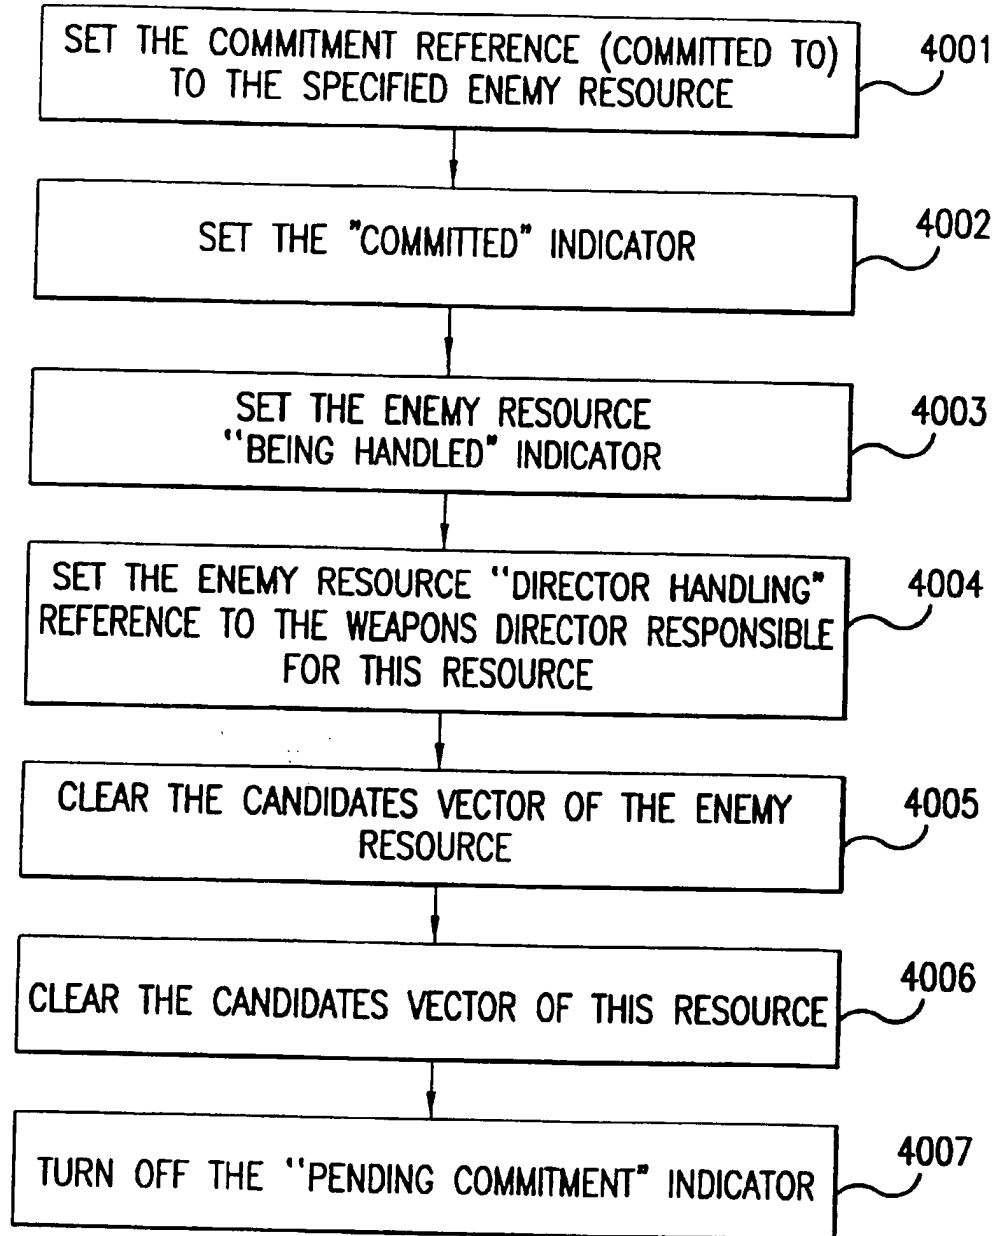 SET THE COMMITMENT REFERENCE (COMMITTED TO)
TO THE SPECIFIED ENEMY RESOURCE
4001
SET THE "COMMITTED" INDICATOR
4002
SET THE ENEMY RESOURCE
"BEING HANDLED" INDICATOR
4003
SET THE ENEMY RESOURCE "DIRECTOR HANDLING"
REFERENCE TO THE WEAPONS DIRECTOR RESPONSIBLE
FOR THIS RESOURCE
4004
CLEAR THE CANDIDATES VECTOR OF THE ENEMY
RESOURCE
4005
CLEAR THE CANDIDATES VECTOR OF THIS RESOURCE
4006
TURN OFF THE "PENDING COMMITMENT" INDICATOR
4007